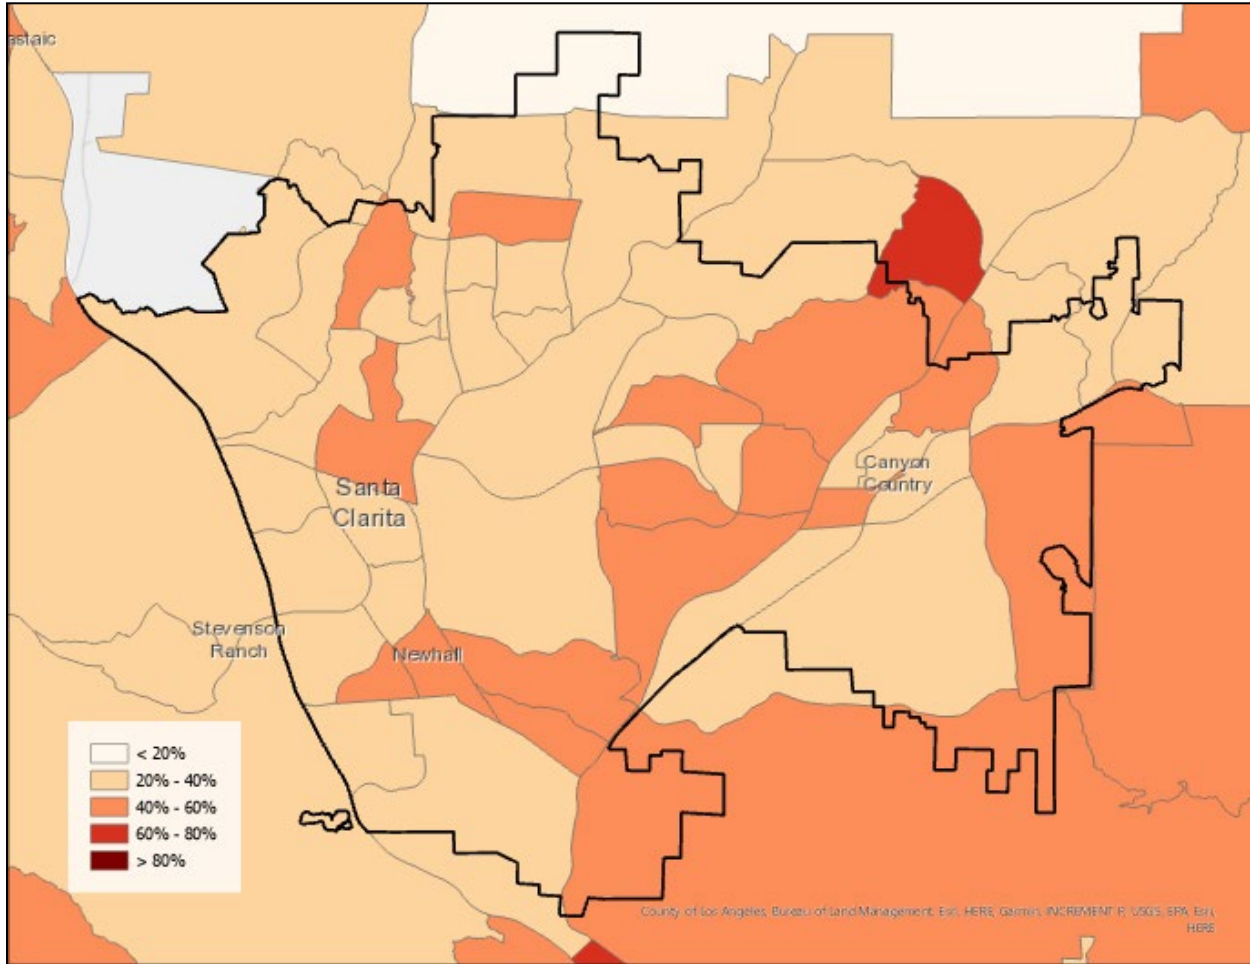 astaic
Canyon
Country
Santa
Clarita
Stevenson
Ranch
Newhall
< 20%
20% - 40%
40% - 60%
60% - 80%
> 80%
County of Los Angeles, Bureau of Land Management, Esri, HERE, Garmin, INCREMENT P, USGS, EPA, Esri,
HERE